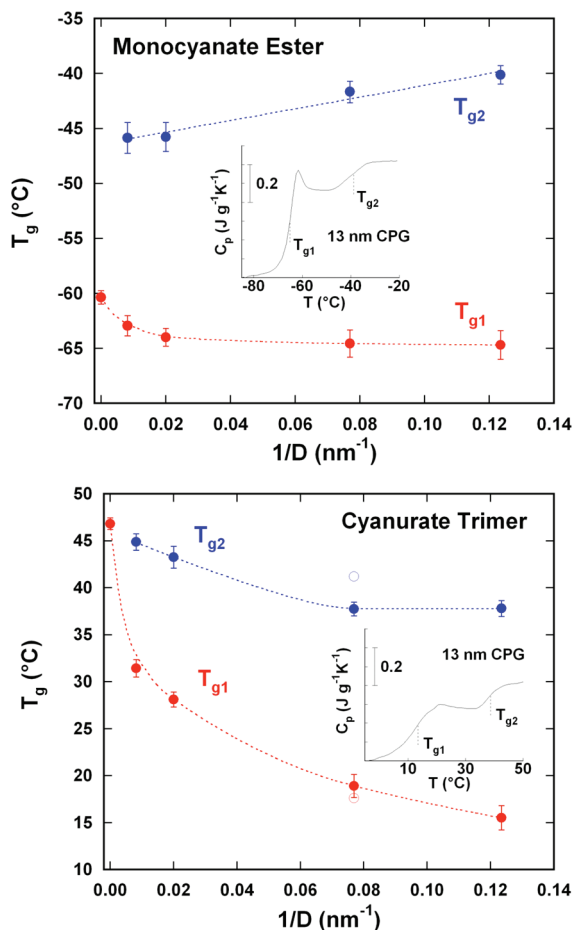 Monocyanate Ester
-35
-40
-45
-50
-55
-60
-65
-70
Tg (°C)
Tg2
0.2
Cp (J g-1K-1)
Tg1
Tg2
13 nm CPG
-80
-60
-40
-20
T (°C)
Tg1
0.00
0.02
0.04
0.06
0.08
0.10
0.12
0.14
1/D (nm-1)
Cyanurate Trimer
50
45
40
35
30
25
20
15
10
Tg (°C)
Tg2
Tg1
13 nm CPG
0.2
Cp (J g-1K-1)
Tg1
Tg2
10
30
50
T (°C)
0.00
0.02
0.04
0.06
0.08
0.10
0.12
0.14
1/D (nm-1)